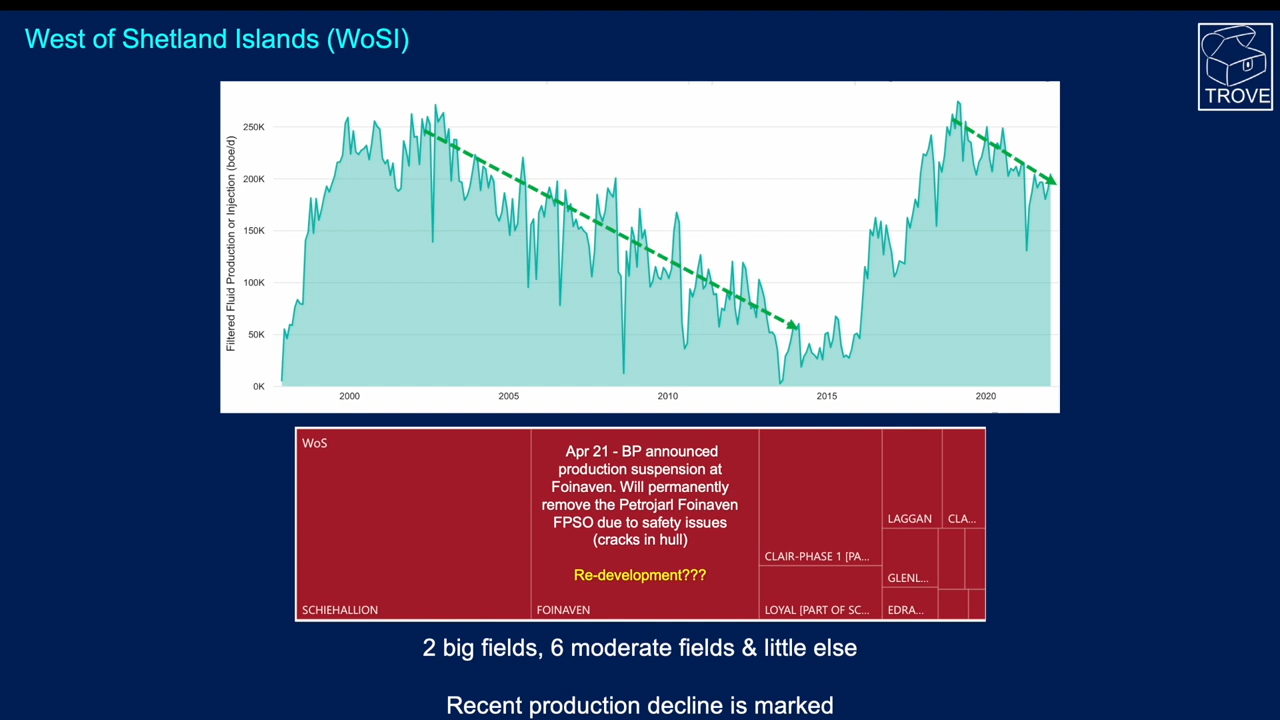 West of Shetland Islands (WoSI)
TROVE
Filtered Fluid Production or Injection (boe/d)
250K
200K
150K
100K
50K
0K
2000
2005
2010
2015
2020
WoS
Apr 21 - BP announced
production suspension at
Foinaven. Will permanently
remove the Petrojarl Foinaven
FPSO due to safety issues
(cracks in hull)
Re-development???
SCHIEHALLION
FOINAVEN
CLAIR-PHASE 1 [PA...
LOYAL [PART OF SC...
LAGGAN
CLA...
GLENL...
EDRA...
2 big fields, 6 moderate fields & little else
Recent production decline is marked